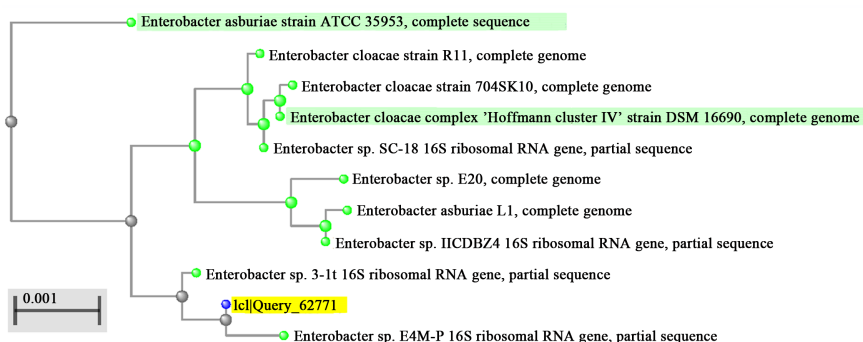 Enterobacter asburiae strain ATCC 35953, complete sequence
Enterobacter cloacae strain R11, complete genome
Enterobacter cloacae strain 704SK10, complete genome
Enterobacter cloacae complex 'Hoffmann cluster IV' strain DSM 16690, complete genome
Enterobacter sp. SC-18 16S ribosomal RNA gene, partial sequence
Enterobacter sp. E20, complete genome
Enterobacter asburiae L1, complete genome
Enterobacter sp. IICDBZ4 16S ribosomal RNA gene, partial sequence
Enterobacter sp. 3-1t 16S ribosomal RNA gene, partial sequence
0.001
lcl|Query_62771
Enterobacter sp. E4M-P 16S ribosomal RNA gene, partial sequence